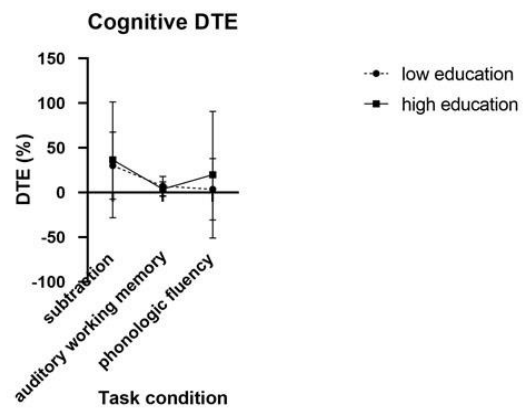 Cognitive DTE
150
100
50
0
-50
-100
DTE (%)
subtrastion
auditory working memory
phonologic fluency
Task condition
low education
high education